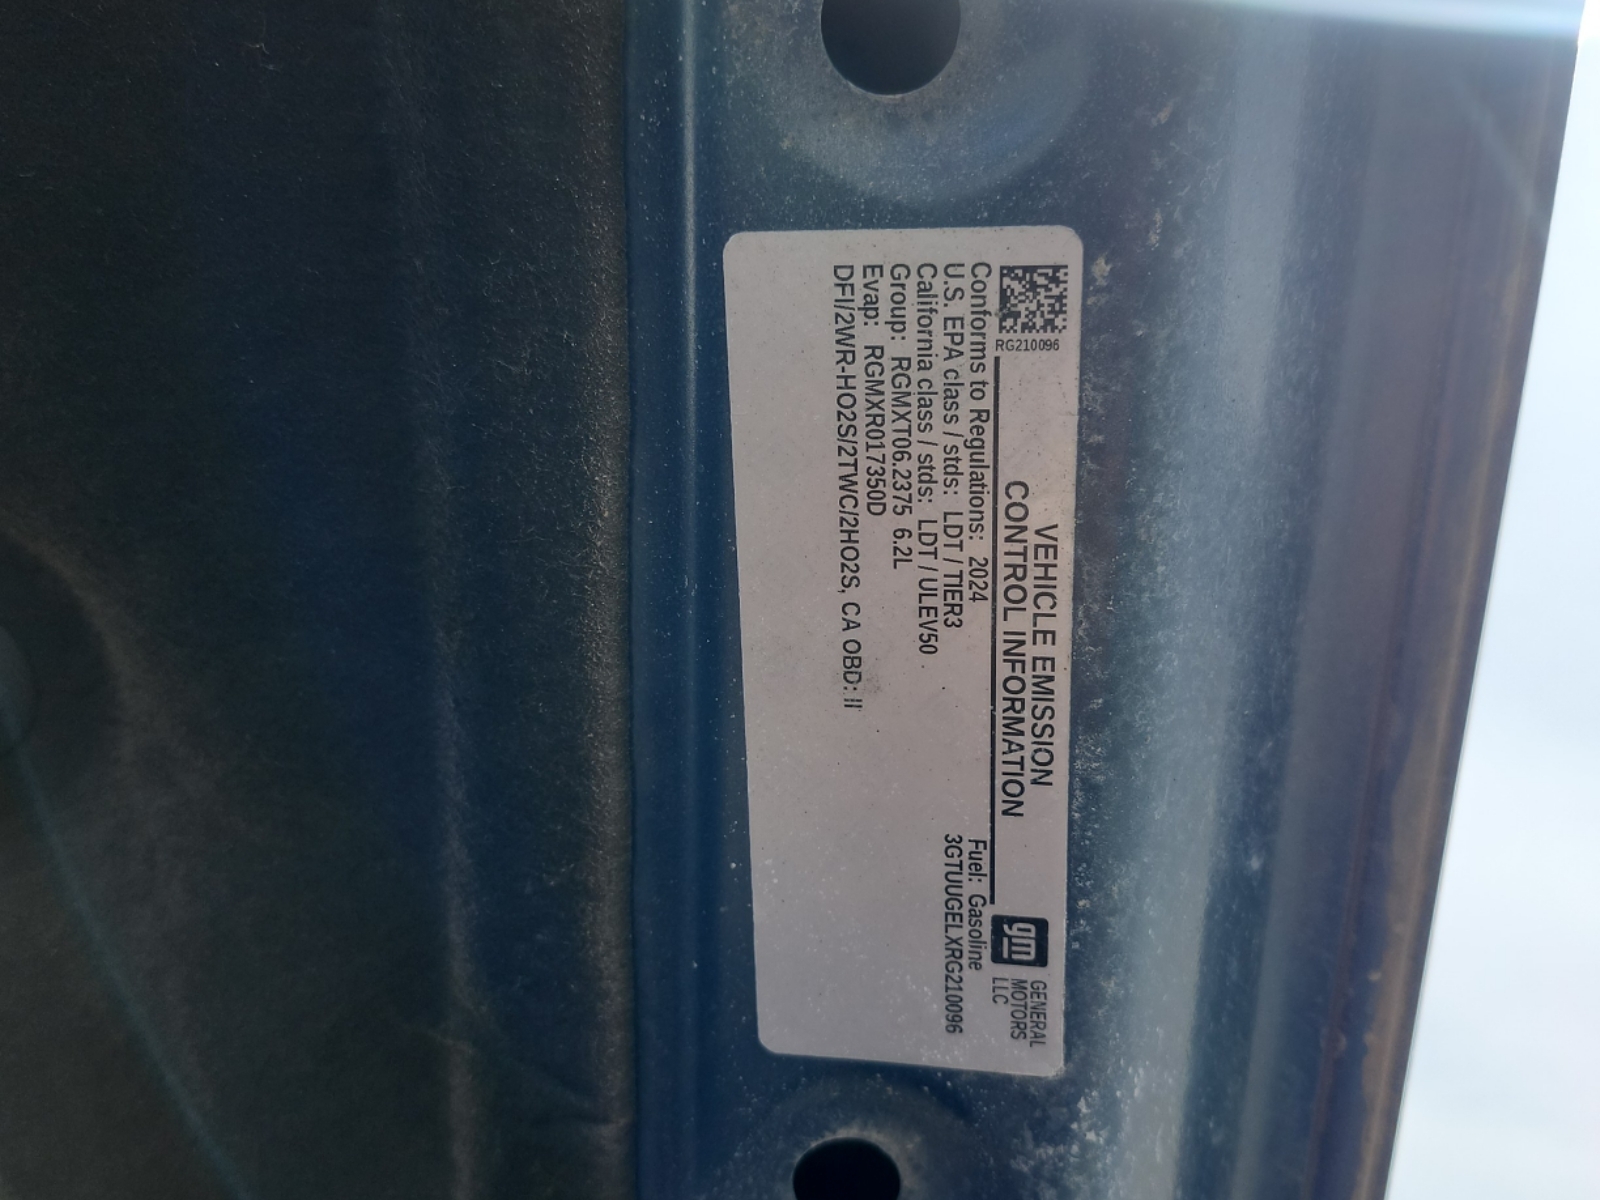 RG210096
VEHICLE EMISSION
CONTROL INFORMATION
gm
GENERAL
MOTORS
LLC
Conforms to Regulations: 2024
Fuel: Gasoline
U.S. EPA class / stds: LDT / TIER3
3GTUUGELXRG210096
California class / stds: LDT / ULEV50
Group: RGMXT06.2375 6.2L
Evap: RGMXR017350D
DFI/2WR-HO2S/2TWC/2HO2S, CA OBD: II